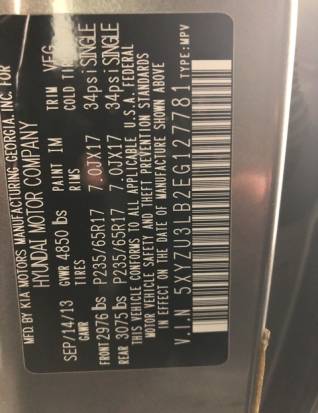 MFD. BY KIA MOTORS MANUFACTURING GEORGIA, INC FOR
HYUNDAI MOTOR COMPANY
SEP/14/13 GVWR 4850 lbs PAINT IM TRIM VFG
GAWR TIRES RIMS COLD TI
FRONT 2976 lbs P235/65R17 7.0JX17 34psi SINGLE
REAR 3075 lbs P235/65R17 7.0JX17 34psi SINGLE
THIS VEHICLE CONFORMS TO ALL APPLICABLE U.S.A. FEDERAL
MOTOR VEHICLE SAFETY AND THEFT PREVENTION STANDARDS
IN EFFECT ON THE DATE OF MANUFACTURE SHOWN ABOVE
V.I.N 5XYZU3LB2EG127781 TYPE:MPV